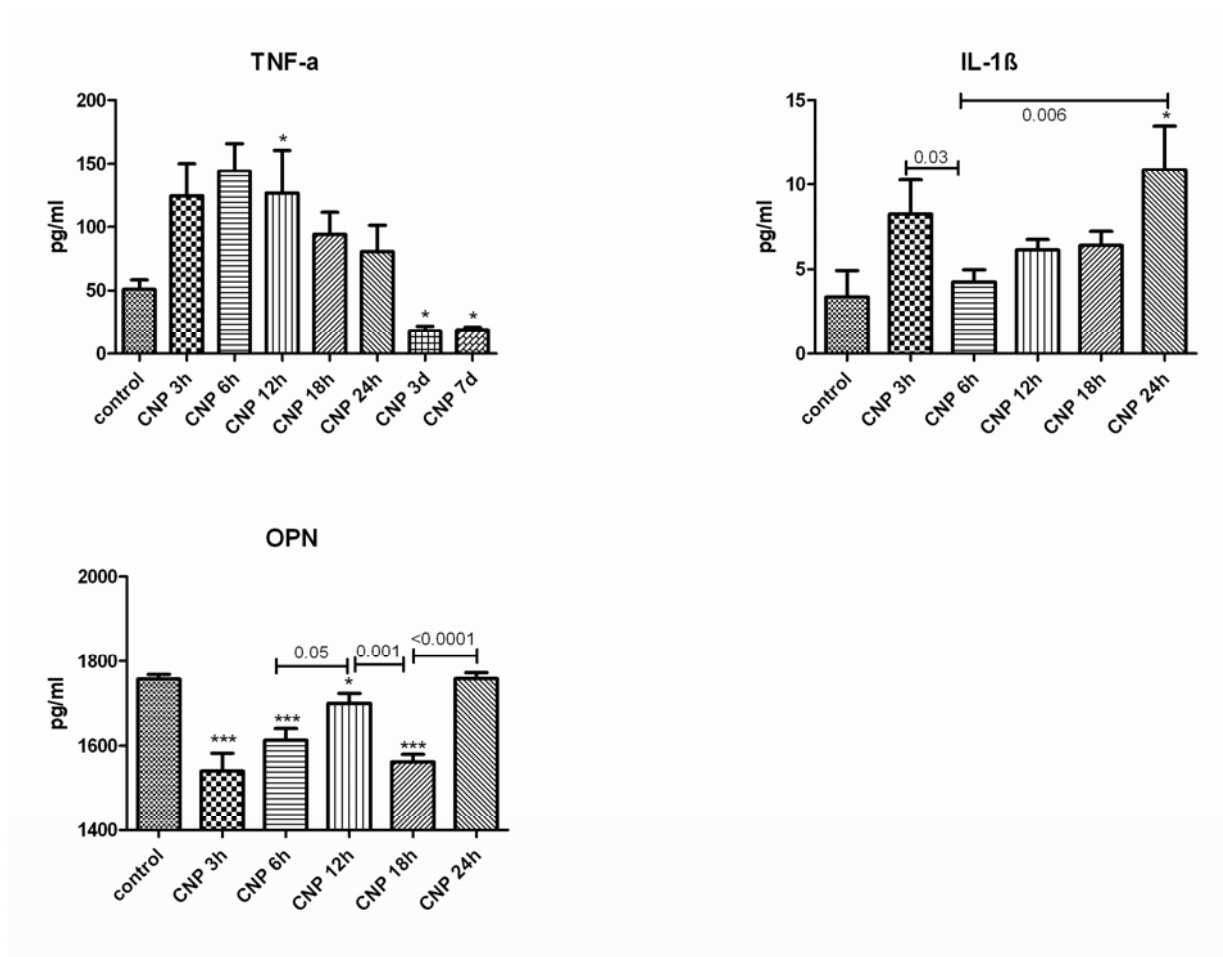 TNF-a
200
150
100
50
0
pg/ml
*
*
*
control
CNP 3h
CNP 6h
CNP 12h
CNP 18h
CNP 24h
CNP 3d
CNP 7d
IL-1ß
15
10
5
0
pg/ml
0.006
*
0.03
control
CNP 3h
CNP 6h
CNP 12h
CNP 18h
CNP 24h
OPN
2000
1800
1600
1400
pg/ml
<0.0001
0.05
0.001
*
***
***
***
control
CNP 3h
CNP 6h
CNP 12h
CNP 18h
CNP 24h